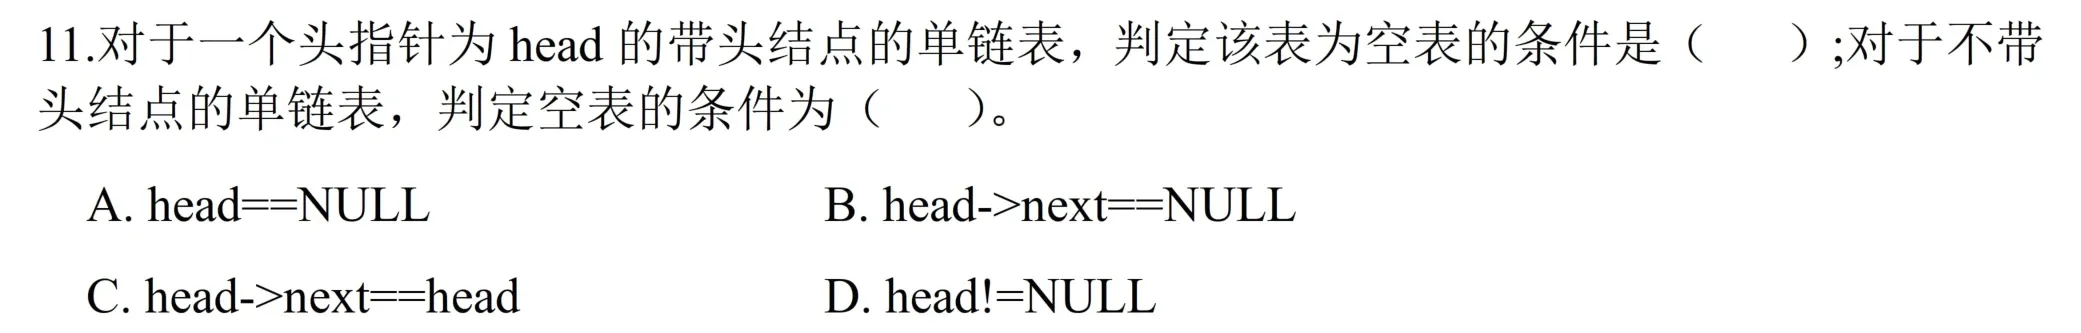 11.对于一个头指针为 head 的带头结点的单链表，判定该表为空表的条件是（　　）;对于不带
头结点的单链表，判定空表的条件为（　　）。
A. head==NULL　　B. head->next==NULL
C. head->next==head　　D. head!=NULL